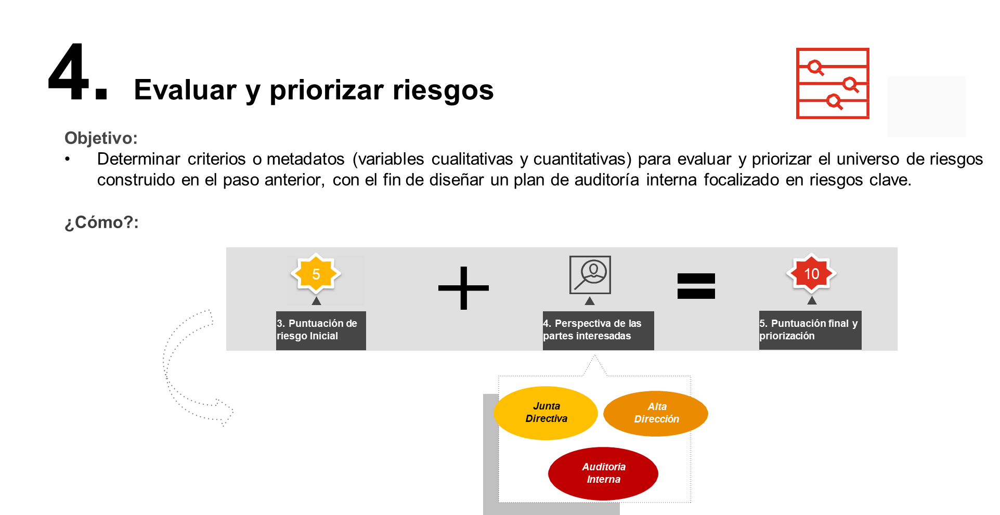 4. Evaluar y priorizar riesgos
Objetivo:
• Determinar criterios o metadatos (variables cualitativas y cuantitativas) para evaluar y priorizar el universo de riesgos
construido en el paso anterior, con el fin de diseñar un plan de auditoría interna focalizado en riesgos clave.
¿Cómo?:
5
10
3. Puntuación de
riesgo Inicial
4. Perspectiva de las
partes interesadas
5. Puntuación final y
priorización
Junta
Directiva
Alta
Dirección
Auditoria
Interna